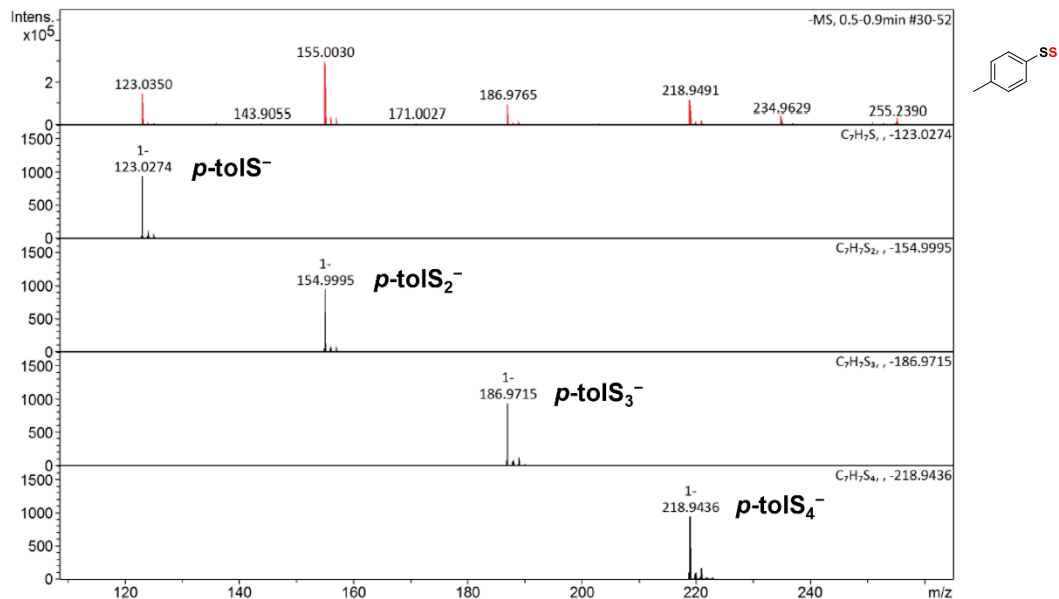 Intens.
x10⁵
-MS, 0.5-0.9min #30-52
2
0
123.0350
143.9055
155.0030
171.0027
186.9765
218.9491
234.9629
255.2390
SS
C₇H₇S, , -123.0274
1500
1000
500
0
1-
123.0274
p-tolS⁻
C₇H₇S₂, , -154.9995
1500
1000
500
0
1-
154.9995
p-tolS₂⁻
C₇H₇S₃, , -186.9715
1500
1000
500
0
1-
186.9715
p-tolS₃⁻
C₇H₇S₄, , -218.9436
1500
1000
500
0
1-
218.9436
p-tolS₄⁻
120 140 160 180 200 220 240 m/z